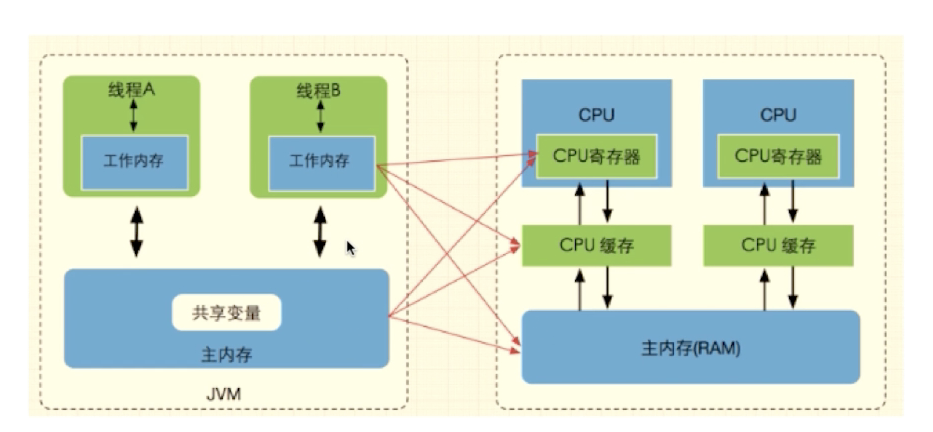 线程A
线程B
工作内存
工作内存
共享变量
主内存
JVM
CPU
CPU
CPU寄存器
CPU寄存器
CPU 缓存
CPU 缓存
主内存(RAM)